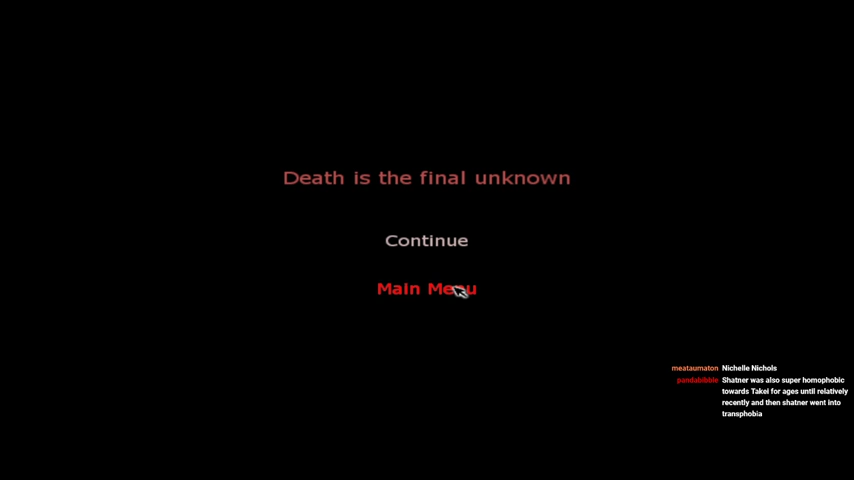 Death is the final unknown
Continue
Main Menu
meataumaton Nichelle Nichols
pandabibble Shatner was also super homophobic
towards Takei for ages until relatively
recently and then shatner went into
transphobia